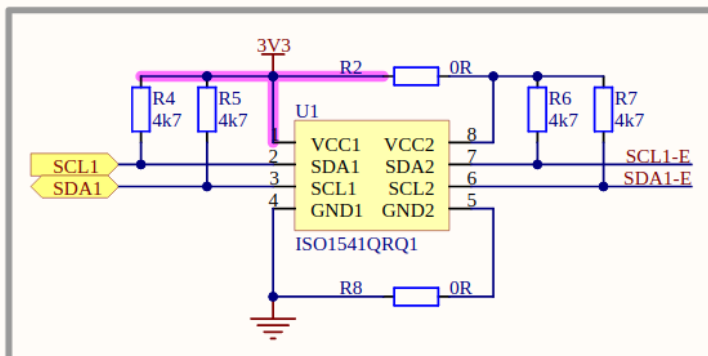 3V3
R2 0R
R4 R5 R6 R7
4k7 4k7 4k7 4k7
U1
1 VCC1 VCC2 8
SCL1 2 SDA1 SDA2 7 SCL1-E
SDA1 3 SCL1 SCL2 6 SDA1-E
4 GND1 GND2 5
ISO1541QRQ1
R8 0R